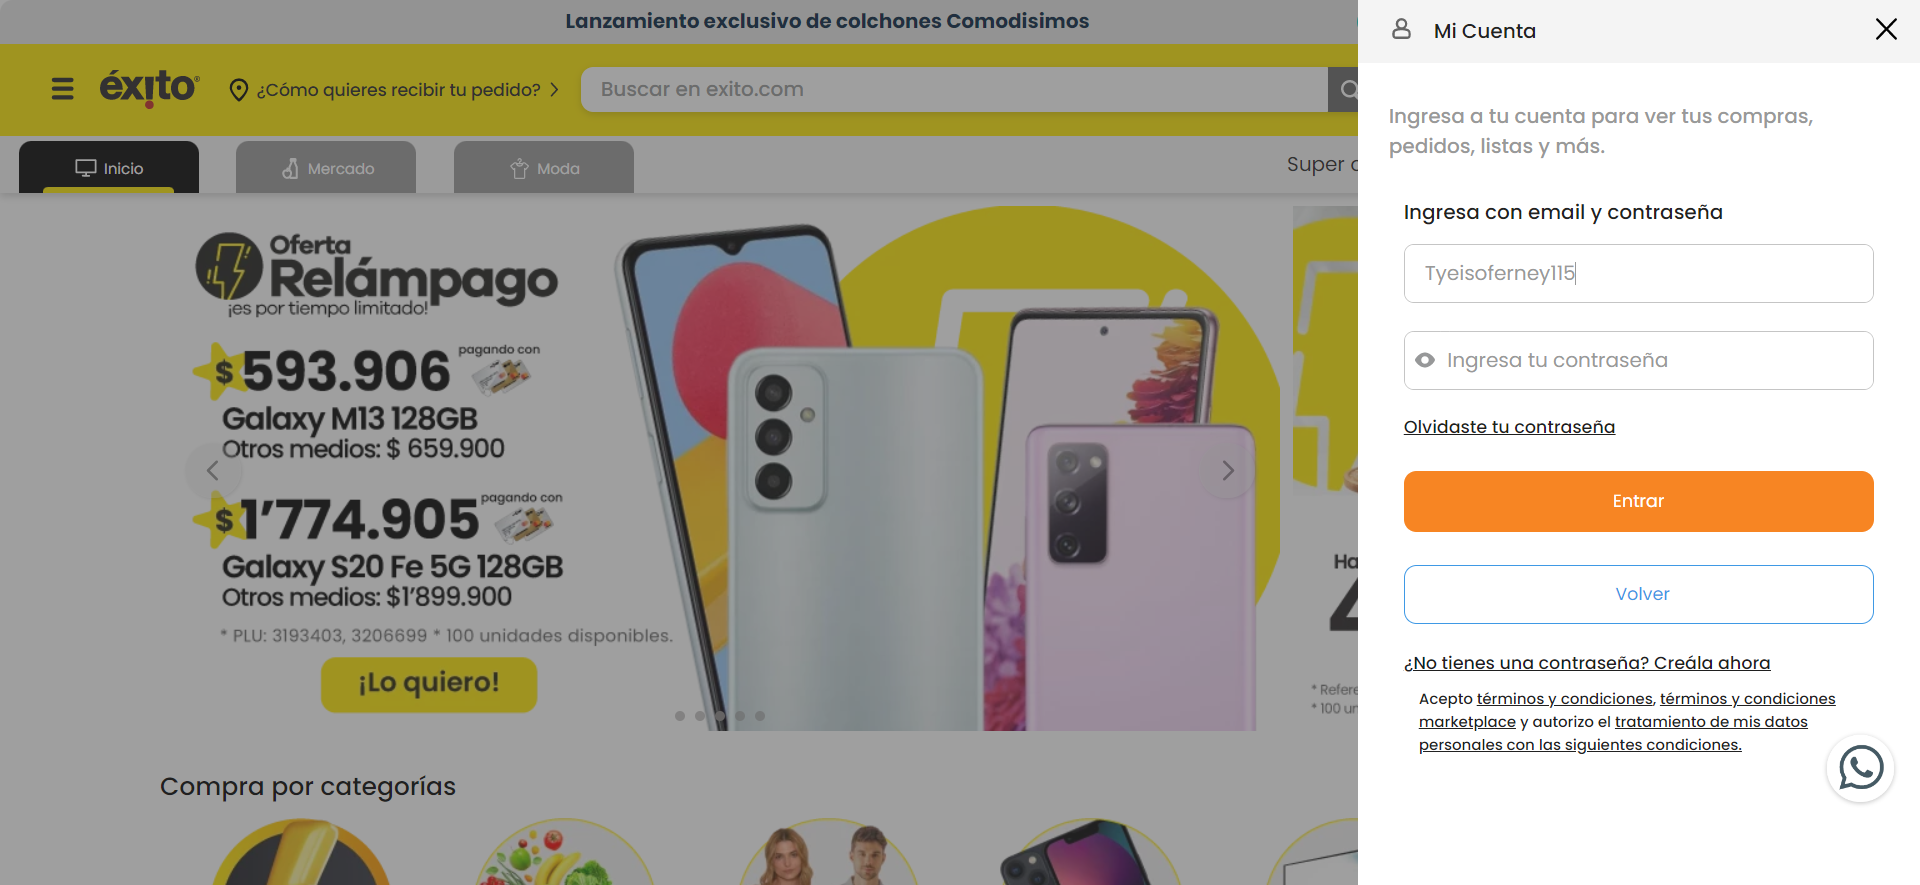 Lanzamiento exclusivo de colchones Comodisimos
éxito
¿Cómo quieres recibir tu pedido?
Buscar en exito.com
Inicio
Mercado
Moda
Super
Oferta
Relámpago
¡es por tiempo limitado!
$ 593.906 pagando con
Galaxy M13 128GB
Otros medios: $ 659.900
$ 1’774.905 pagando con
Galaxy S20 Fe 5G 128GB
Otros medios: $1’899.900
* PLU: 3193403, 3206699 * 100 unidades disponibles.
¡Lo quiero!
Ha
4
* Refere
* 100 un
Compra por categorías
Mi Cuenta
Ingresa a tu cuenta para ver tus compras,
pedidos, listas y más.
Ingresa con email y contraseña
Tyeisoferney115
Ingresa tu contraseña
Olvidaste tu contraseña
Entrar
Volver
¿No tienes una contraseña? Creála ahora
Acepto términos y condiciones, términos y condiciones
marketplace y autorizo el tratamiento de mis datos
personales con las siguientes condiciones.